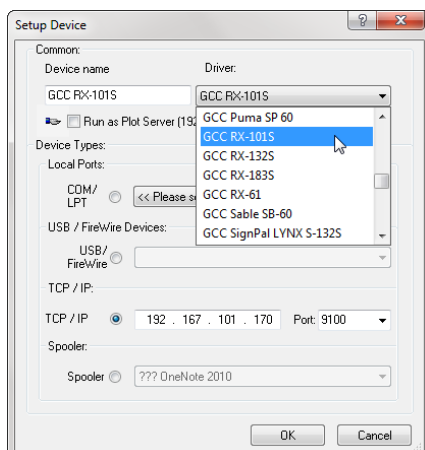 Setup Device
Common:
Device name Driver:
GCC RX-101S GCC RX-101S
Run as Plot Server (192
GCC Puma SP 60
GCC RX-101S
GCC RX-132S
GCC RX-183S
GCC RX-61
GCC Sable SB-60
GCC SignPal LYNX S-132S
Device Types:
Local Ports:
COM/
LPT
<< Please se
USB / FireWire Devices:
USB/
FireWire
TCP / IP:
TCP / IP 192 . 167 . 101 . 170 Port: 9100
Spooler:
Spooler ??? OneNote 2010
OK Cancel